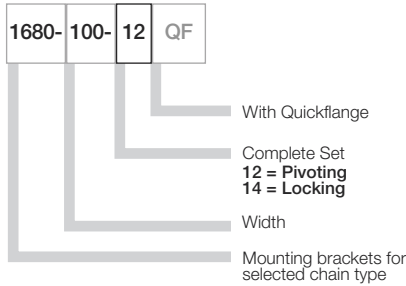 1680- 100- 12 QF
With Quickflange
Complete Set
12 = Pivoting
14 = Locking
Width
Mounting brackets for
selected chain type